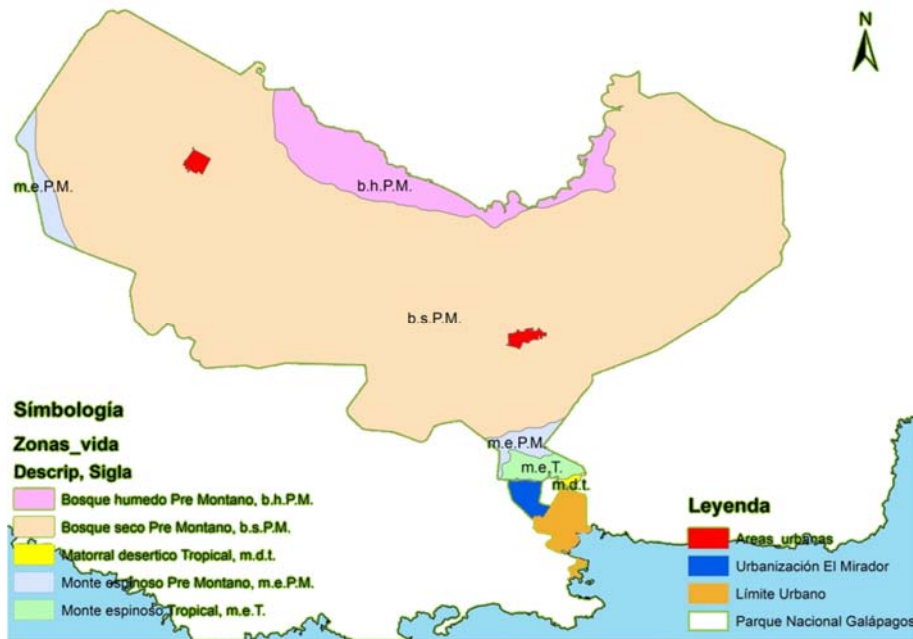 N
m.e.P.M.
b.h.P.M.
b.s.P.M.
m.e.P.M.
m.e.T.
m.d.t.
Símbología
Zonas_vida
Descrip, Sigla
Bosque humedo Pre Montano, b.h.P.M.
Bosque seco Pre Montano, b.s.P.M.
Matorral desertico Tropical, m.d.t.
Monte espinoso Pre Montano, m.e.P.M.
Monte espinoso Tropical, m.e.T.
Leyenda
Areas_urbanas
Urbanización El Mirador
Límite Urbano
Parque Nacional Galápagos